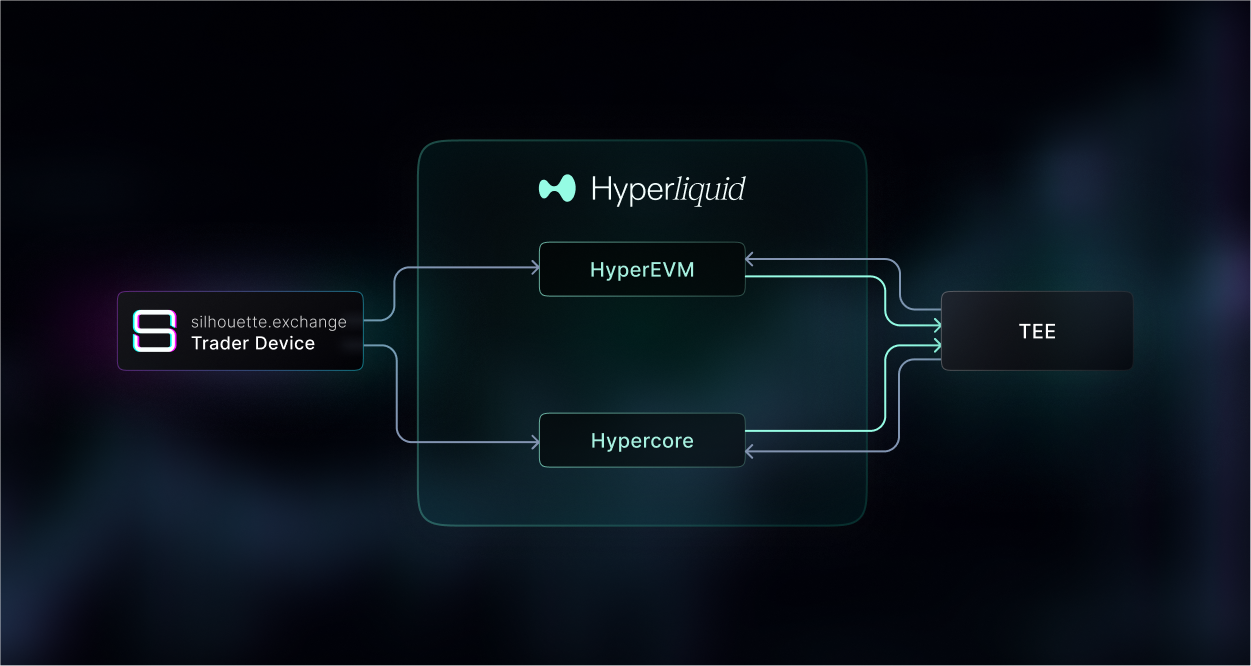 Hyperliquid
HyperEVM
silhouette.exchange
Trader Device
TEE
Hypercore